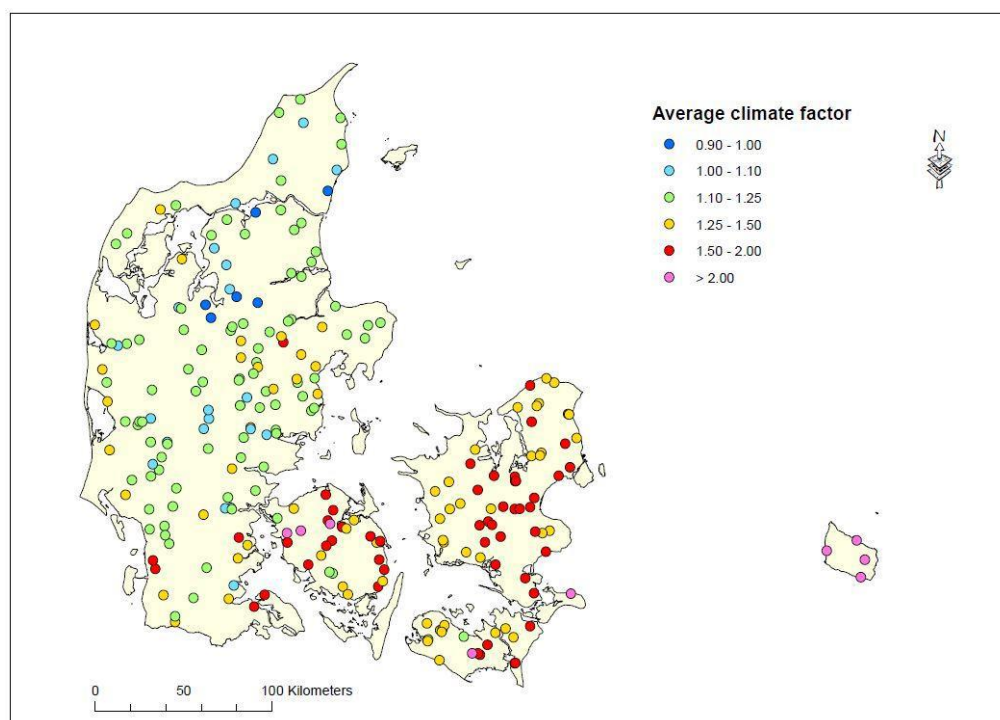 Average climate factor
N
0.90 - 1.00
1.00 - 1.10
1.10 - 1.25
1.25 - 1.50
1.50 - 2.00
> 2.00
0 50 100 Kilometers